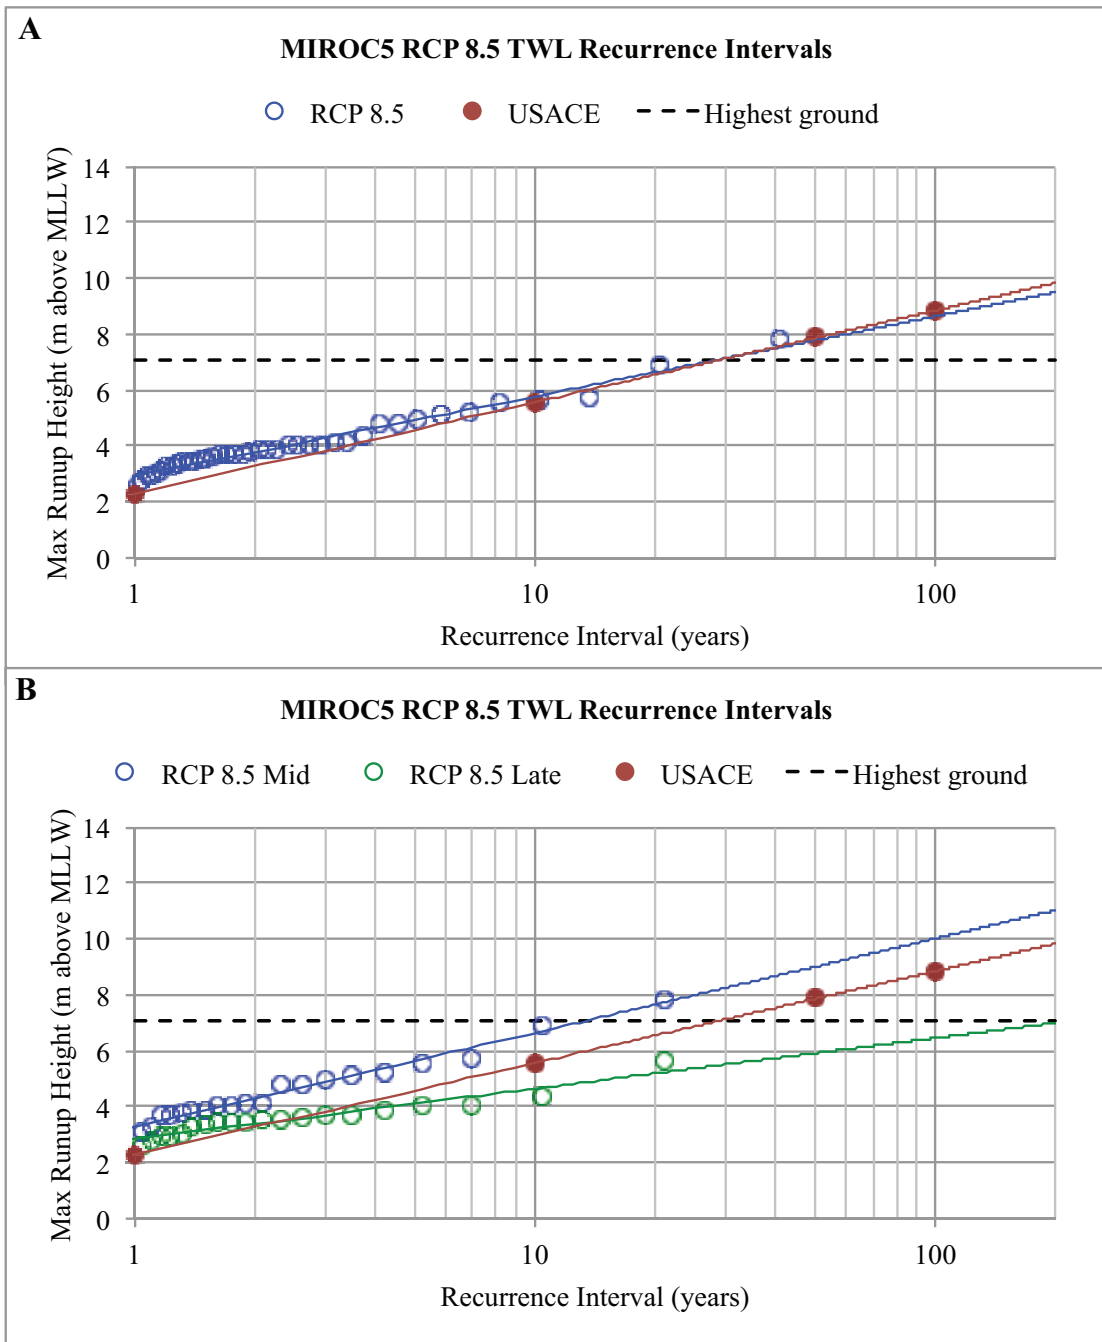 A
MIROC5 RCP 8.5 TWL Recurrence Intervals
RCP 8.5 USACE Highest ground
Max Runup Height (m above MLLW)
14
12
10
8
6
4
2
0
1 10 100
Recurrence Interval (years)
B
MIROC5 RCP 8.5 TWL Recurrence Intervals
RCP 8.5 Mid RCP 8.5 Late USACE Highest ground
Max Runup Height (m above MLLW)
14
12
10
8
6
4
2
0
1 10 100
Recurrence Interval (years)